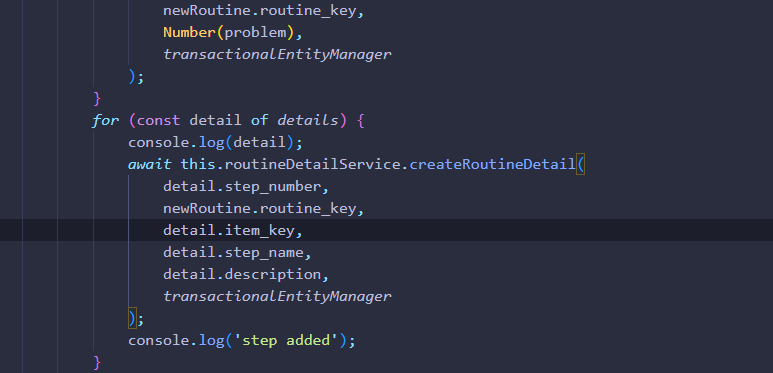 newRoutine.routine_key,
Number(problem),
transactionalEntityManager
);
}
for (const detail of details) {
console.log(detail);
await this.routineDetailService.createRoutineDetail(
detail.step_number,
newRoutine.routine_key,
detail.item_key,
detail.step_name,
detail.description,
transactionalEntityManager
);
console.log('step added');
}